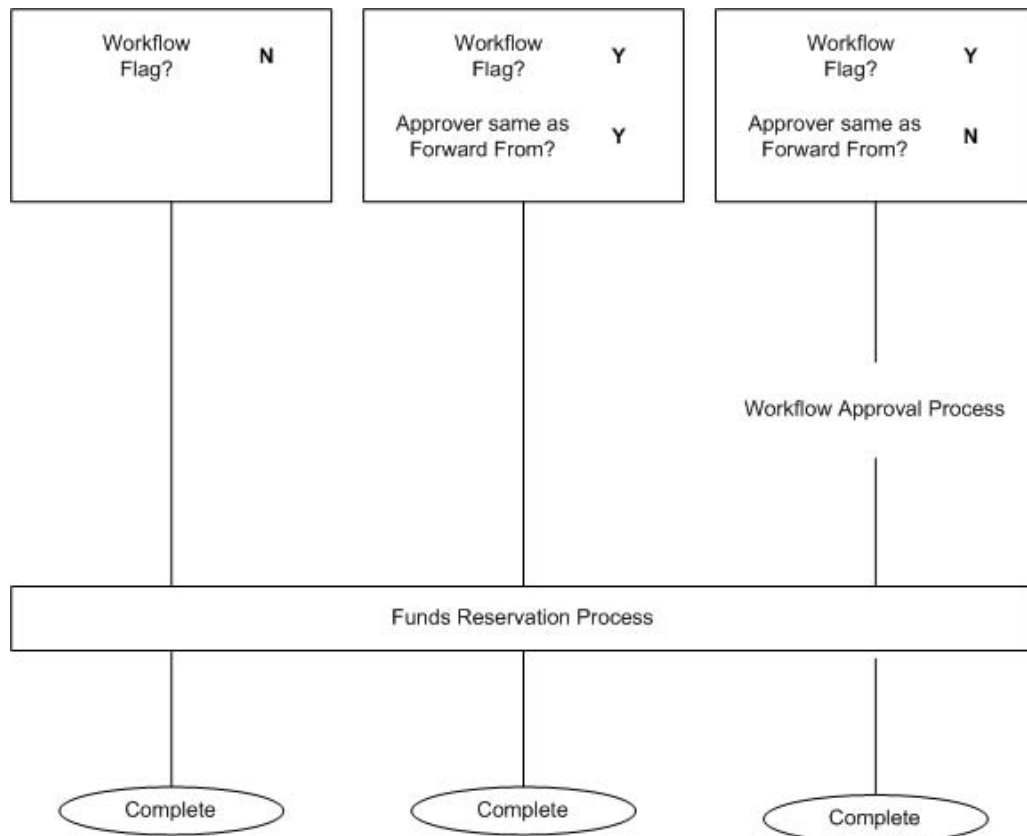 Workflow
Flag? N
Workflow
Flag? Y
Approver same as
Forward From? Y
Workflow
Flag? Y
Approver same as
Forward From? N
Workflow Approval Process
Funds Reservation Process
Complete
Complete
Complete